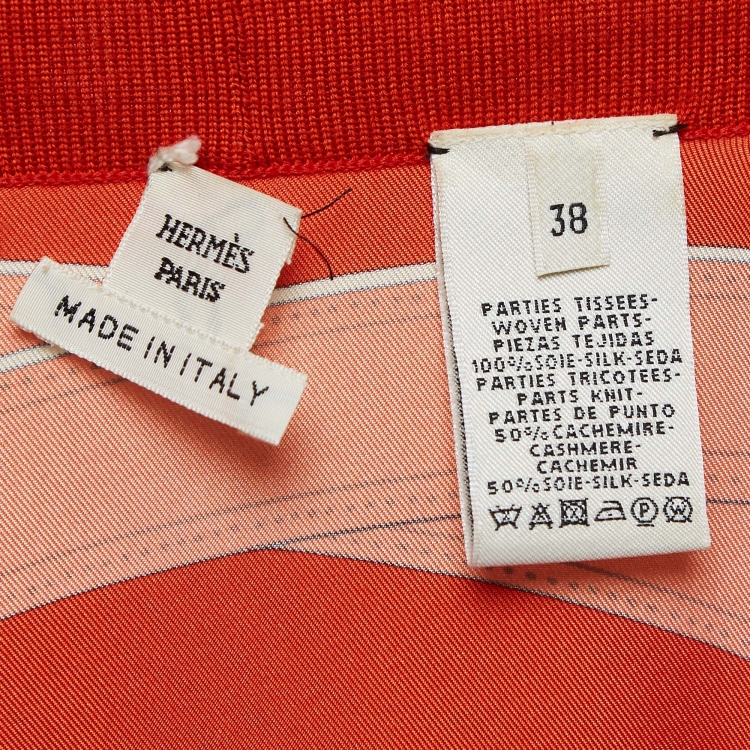 HERMÈS
PARIS
MADE IN ITALY
38
PARTIES TISSEES-
WOVEN PARTS-
PIEZAS TEJIDAS
100%SOIE-SILK-SEDA
PARTIES TRICOTEES-
PARTS KNIT-
PARTES DE PUNTO
50%CACHEMIRE-
CASHMERE-
CACHEMIR
50%SOIE-SILK-SEDA
P W